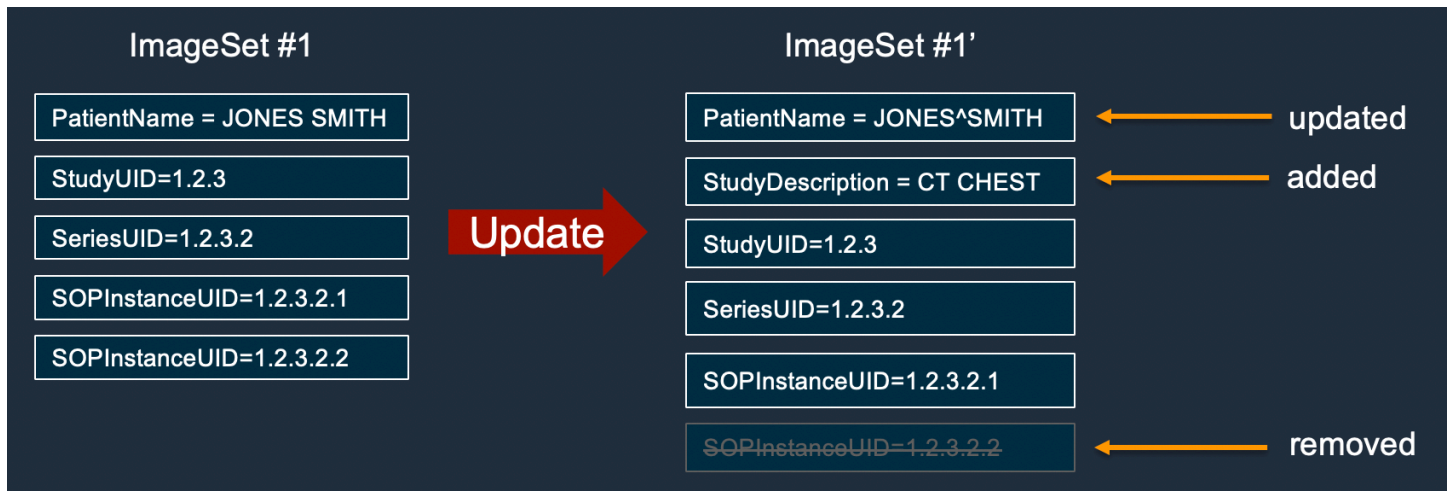 ImageSet #1
PatientName = JONES SMITH
StudyUID=1.2.3
SeriesUID=1.2.3.2
SOPInstanceUID=1.2.3.2.1
SOPInstanceUID=1.2.3.2.2
Update
ImageSet #1’
PatientName = JONES^SMITH
updated
StudyDescription = CT CHEST
added
StudyUID=1.2.3
SeriesUID=1.2.3.2
SOPInstanceUID=1.2.3.2.1
SOPInstanceUID=1.2.3.2.2
removed